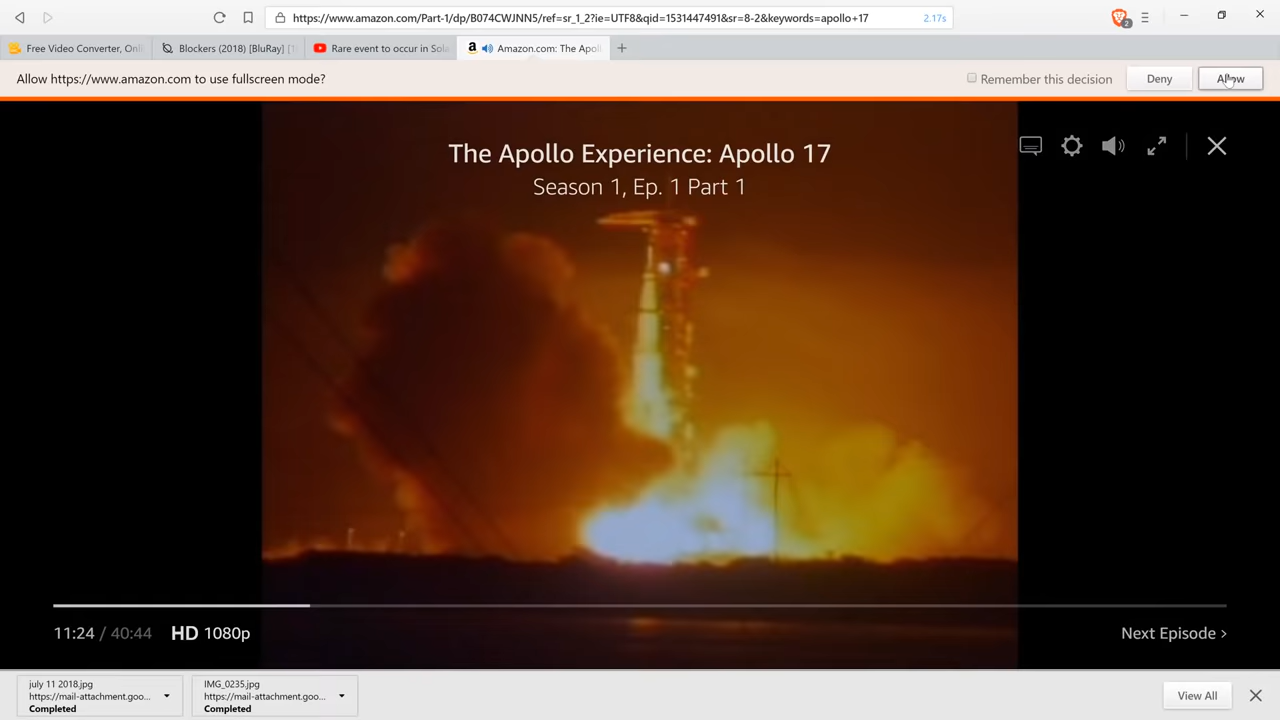 https://www.amazon.com/Part-1/dp/B074CWJNN5/ref=sr_1_2?ie=UTF8&qid=1531447491&sr=8-2&keywords=apollo+17
2.17s
2
Free Video Converter, Onli
Blockers (2018) [BluRay] [
Rare event to occur in Sola
Amazon.com: The Apoll
Allow https://www.amazon.com to use fullscreen mode?
Remember this decision
Deny
Allow
The Apollo Experience: Apollo 17
Season 1, Ep. 1 Part 1
11:24 / 40:44
HD 1080p
Next Episode >
july 11 2018.jpg
https://mail-attachment.goo...
Completed
IMG_0235.jpg
https://mail-attachment.goo...
Completed
View All